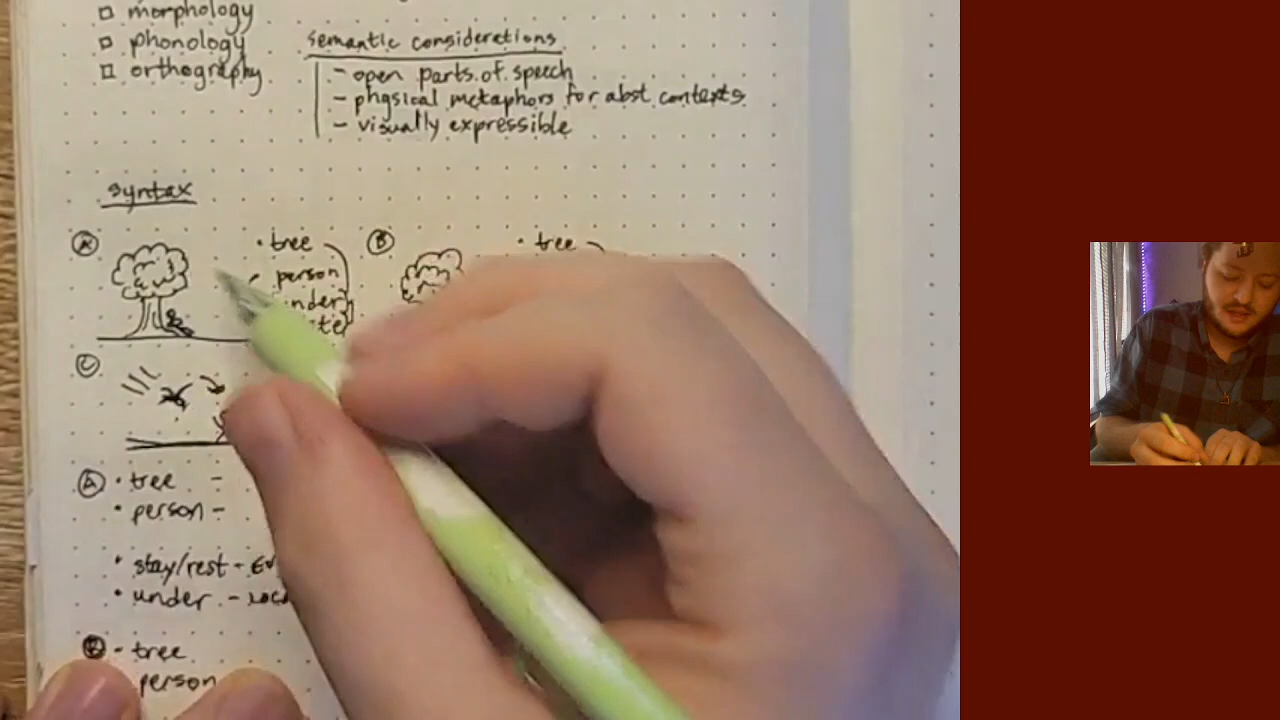 □ morphology
□ phonology
□ orthography
semantic considerations
- open parts of speech
- physical metaphors for abst contexts
- visually expressible
syntax
Ⓐ
• tree
• person
under
Ⓑ
• tree
Ⓒ
Ⓐ • tree -
• person -
• stay/rest -
• under -
Ⓑ - tree
person